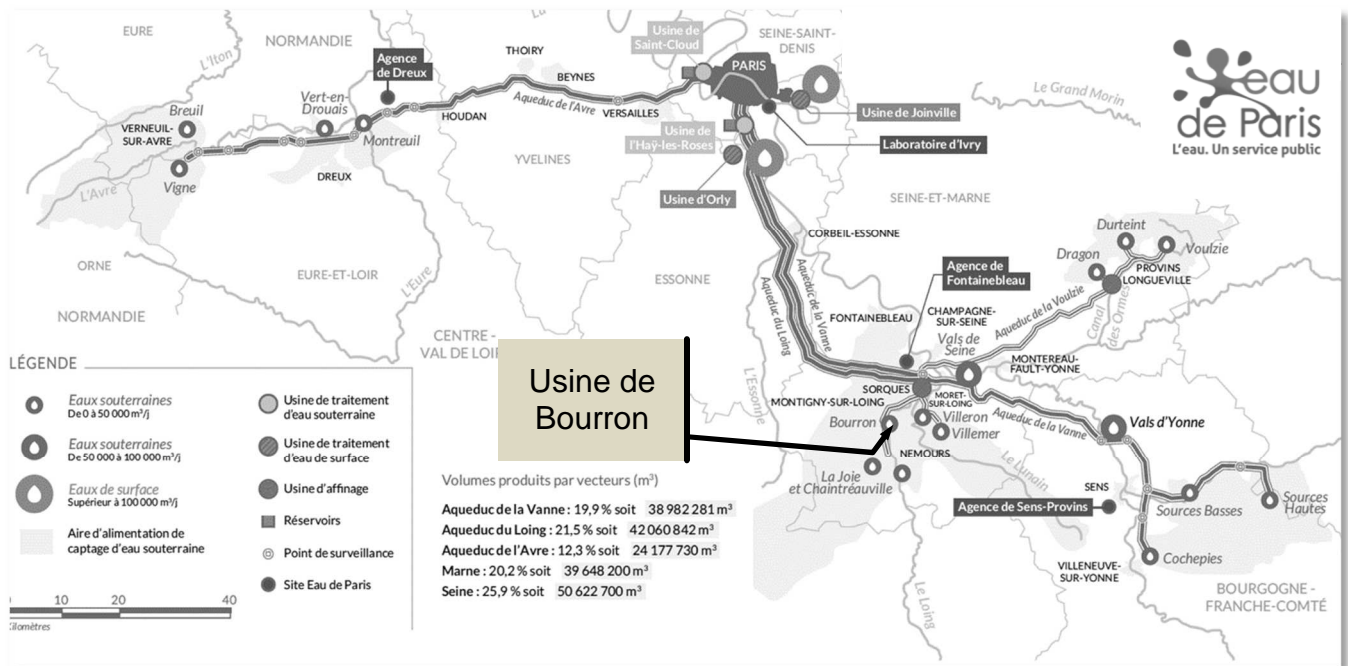 EURE
NORMANDIE
L'Iton
Agence
de Dreux
THOIRY
BEYNES
Usine de
Saint-Cloud
SEINE-SAINT-
DENIS
PARIS
eau
de Paris
L'eau. Un service public
Le Grand Morin
Breuil
Vert-en-
Drouais
VERNEUIL-
SUR-AVRE
Aqueduc de l'Avre
HOUDAN
VERSAILLES
Usine de Joinville
Montreuil
Usine de
l'Haÿ-les-Roses
Laboratoire d'Ivry
YVELINES
DREUX
L'Avre
Vigne
Usine d'Orly
SEINE-ET-MARNE
CORBEIL-ESSONNE
Durteint
Voulzie
Dragon
PROVINS
LONGUEVILLE
ORNE
EURE-ET-LOIR
L'Eure
ESSONNE
Agence de
Fontainebleau
Aqueduc de la Vanne
Aqueduc du Loing
Aqueduc de la Voulzie
Canal
des Ormes
NORMANDIE
CENTRE -
VAL DE LOIR
FONTAINEBLEAU
CHAMPAGNE-
SUR-SEINE
Vals de
Seine
MONTEREAU-
FAULT-YONNE
L'Essonne
Usine de
Bourron
SORQUES
MORET-
SUR-LOING
MONTIGNY-SUR-LOING
Bourron
Villeron
Villemer
Aqueduc de la Vanne
Vals d'Yonne
NEMOURS
La Joie
et Chaintréauville
Le Lunain
SENS
Agence de Sens-Provins
Sources Basses
Sources
Hautes
Cochepies
VILLENEUVE-
SUR-YONNE
Le Loing
BOURGOGNE -
FRANCHE-COMTÉ
LÉGENDE
Eaux souterraines
De 0 à 50 000 m³/j
Eaux souterraines
De 50 000 à 100 000 m³/j
Eaux de surface
Supérieur à 100 000 m³/j
Aire d'alimentation de
captage d'eau souterraine
Usine de traitement
d'eau souterraine
Usine de traitement
d'eau de surface
Usine d'affinage
Réservoirs
Point de surveillance
Site Eau de Paris
10 0 10 20 40
Kilomètres
Volumes produits par vecteurs (m³)
Aqueduc de la Vanne : 19,9 % soit 38 982 281 m³
Aqueduc du Loing : 21,5 % soit 42 060 842 m³
Aqueduc de l'Avre : 12,3 % soit 24 177 730 m³
Marne : 20,2 % soit 39 648 200 m³
Seine : 25,9 % soit 50 622 700 m³